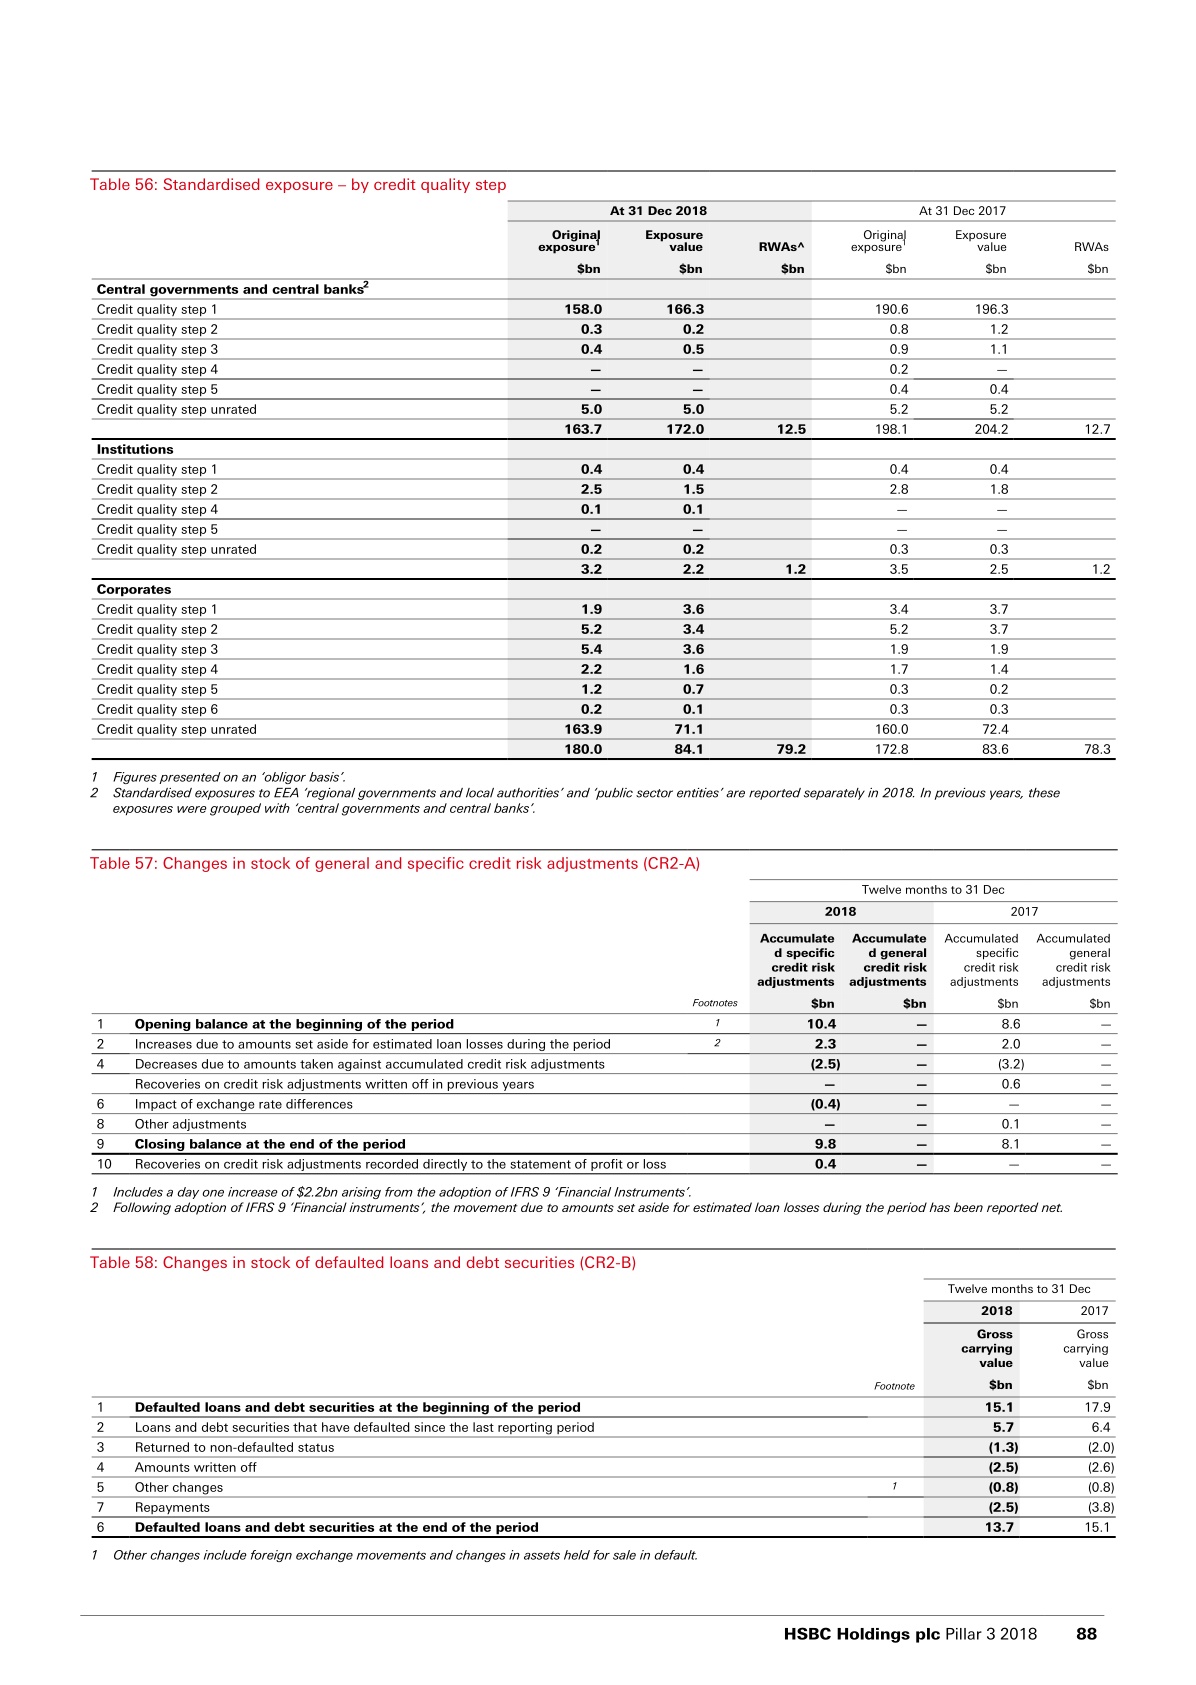 Table 56: Standardised exposure – by credit quality step
At 31 Dec 2018 At 31 Dec 2017
Original exposure1 Exposure value RWAs^ Original exposure1 Exposure value RWAs
$bn $bn $bn $bn $bn $bn
Central governments and central banks2
Credit quality step 1 158.0 166.3 190.6 196.3
Credit quality step 2 0.3 0.2 0.8 1.2
Credit quality step 3 0.4 0.5 0.9 1.1
Credit quality step 4 — — 0.2 —
Credit quality step 5 — — 0.4 0.4
Credit quality step unrated 5.0 5.0 5.2 5.2
163.7 172.0 12.5 198.1 204.2 12.7
Institutions
Credit quality step 1 0.4 0.4 0.4 0.4
Credit quality step 2 2.5 1.5 2.8 1.8
Credit quality step 4 0.1 0.1 — —
Credit quality step 5 — — — —
Credit quality step unrated 0.2 0.2 0.3 0.3
3.2 2.2 1.2 3.5 2.5 1.2
Corporates
Credit quality step 1 1.9 3.6 3.4 3.7
Credit quality step 2 5.2 3.4 5.2 3.7
Credit quality step 3 5.4 3.6 1.9 1.9
Credit quality step 4 2.2 1.6 1.7 1.4
Credit quality step 5 1.2 0.7 0.3 0.2
Credit quality step 6 0.2 0.1 0.3 0.3
Credit quality step unrated 163.9 71.1 160.0 72.4
180.0 84.1 79.2 172.8 83.6 78.3
1 Figures presented on an ‘obligor basis’.
2 Standardised exposures to EEA ‘regional governments and local authorities’ and ‘public sector entities’ are reported separately in 2018. In previous years, these
exposures were grouped with ‘central governments and central banks’.
Table 57: Changes in stock of general and specific credit risk adjustments (CR2-A)
Twelve months to 31 Dec
2018 2017
Accumulate Accumulate Accumulated Accumulated
d specific d general specific general
credit risk credit risk credit risk credit risk
adjustments adjustments adjustments adjustments
Footnotes $bn $bn $bn $bn
1 Opening balance at the beginning of the period 1 10.4 — 8.6 —
2 Increases due to amounts set aside for estimated loan losses during the period 2 2.3 — 2.0 —
4 Decreases due to amounts taken against accumulated credit risk adjustments (2.5) — (3.2) —
Recoveries on credit risk adjustments written off in previous years — — 0.6 —
6 Impact of exchange rate differences (0.4) — — —
8 Other adjustments — — 0.1 —
9 Closing balance at the end of the period 9.8 — 8.1 —
10 Recoveries on credit risk adjustments recorded directly to the statement of profit or loss 0.4 — — —
1 Includes a day one increase of $2.2bn arising from the adoption of IFRS 9 ‘Financial Instruments’.
2 Following adoption of IFRS 9 ‘Financial instruments’, the movement due to amounts set aside for estimated loan losses during the period has been reported net.
Table 58: Changes in stock of defaulted loans and debt securities (CR2-B)
Twelve months to 31 Dec
2018 2017
Gross Gross
carrying carrying
value value
Footnote $bn $bn
1 Defaulted loans and debt securities at the beginning of the period 15.1 17.9
2 Loans and debt securities that have defaulted since the last reporting period 5.7 6.4
3 Returned to non-defaulted status (1.3) (2.0)
4 Amounts written off (2.5) (2.6)
5 Other changes 1 (0.8) (0.8)
7 Repayments (2.5) (3.8)
6 Defaulted loans and debt securities at the end of the period 13.7 15.1
1 Other changes include foreign exchange movements and changes in assets held for sale in default.
HSBC Holdings plc Pillar 3 2018 88